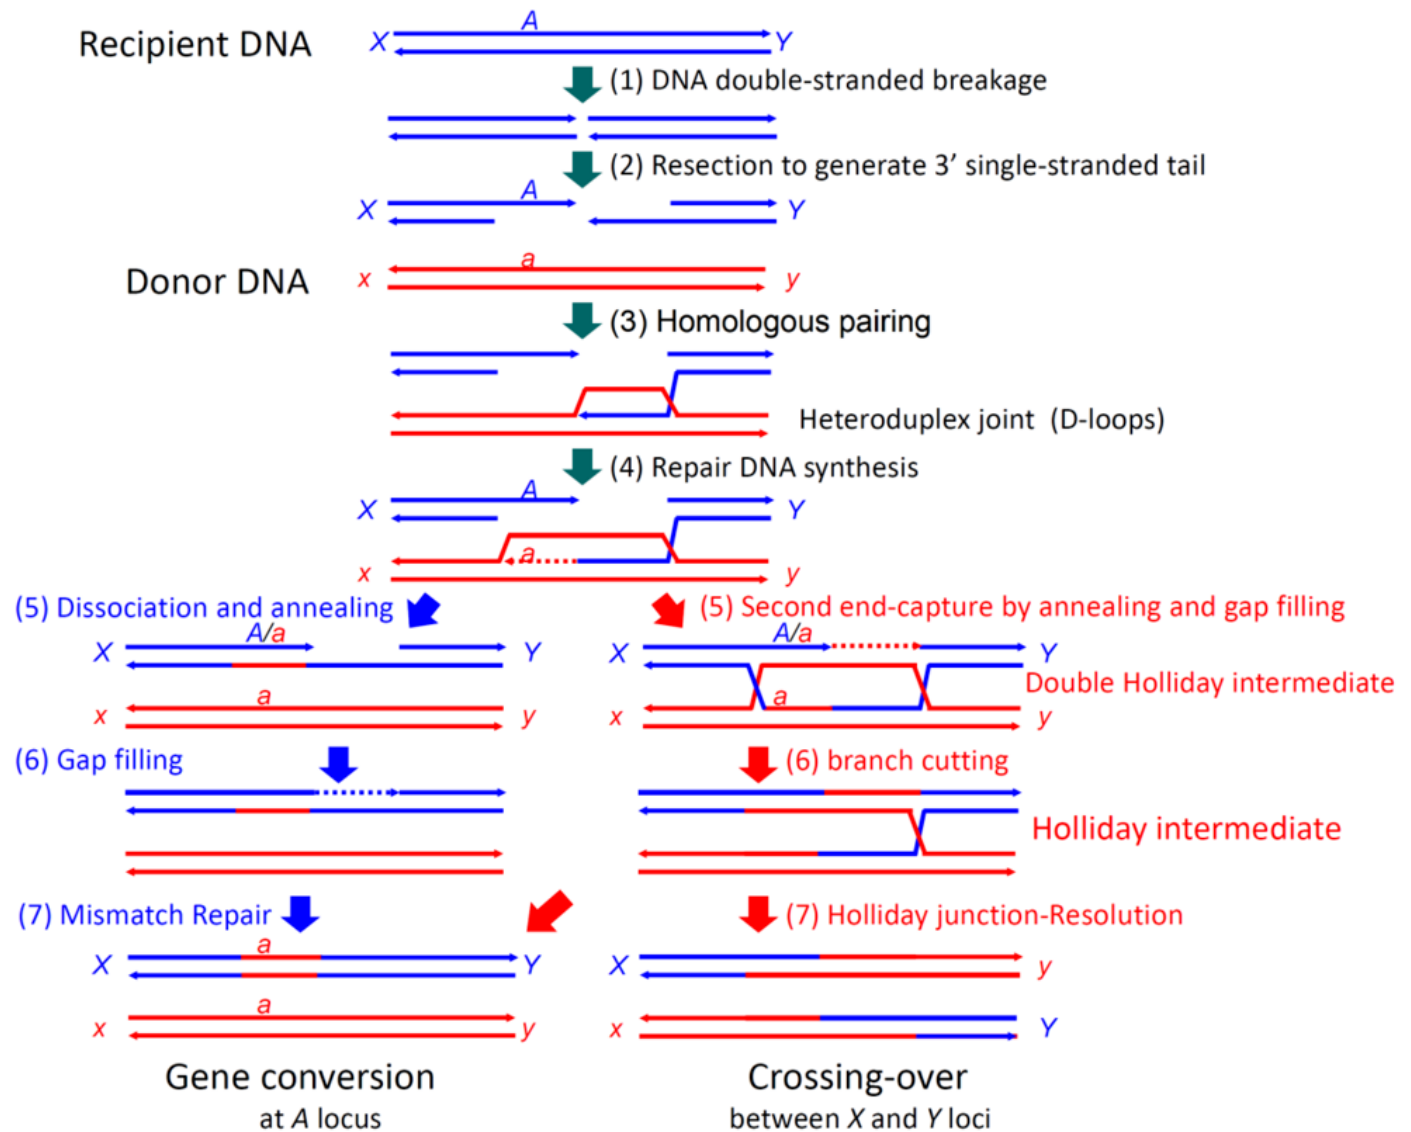 A
Recipient DNA X Y
(1) DNA double-stranded breakage
(2) Resection to generate 3’ single-stranded tail
A
X Y
a
Donor DNA x y
(3) Homologous pairing
Heteroduplex joint (D-loops)
(4) Repair DNA synthesis
A
X Y
a
x y
(5) Dissociation and annealing
(5) Second end-capture by annealing and gap filling
A/a
X Y
a
x y
A/a
X Y
Double Holliday intermediate
a
x y
(6) Gap filling
(6) branch cutting
Holliday intermediate
(7) Mismatch Repair
(7) Holliday junction-Resolution
a
X Y
a
x y
X y
x Y
Gene conversion
at A locus
Crossing-over
between X and Y loci